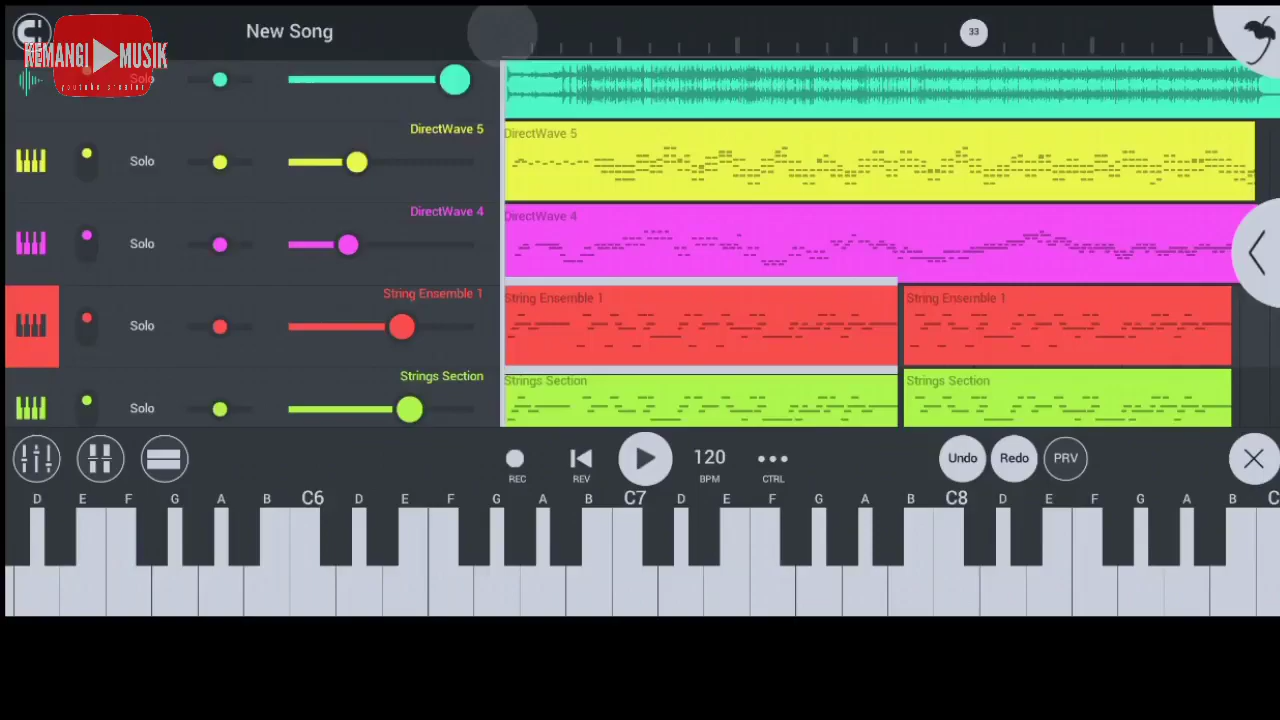 New Song
33
KEMANGI MUSIK
youtube creator
Solo
DirectWave 5
DirectWave 5
Solo
DirectWave 4
DirectWave 4
Solo
String Ensemble 1
String Ensemble 1
String Ensemble 1
Solo
Strings Section
Strings Section
Strings Section
Solo
120
Undo
Redo
PRV
REC
REV
BPM
CTRL
D E F G A B C6 D E F G A B C7 D E F G A B C8 D E F G A B C